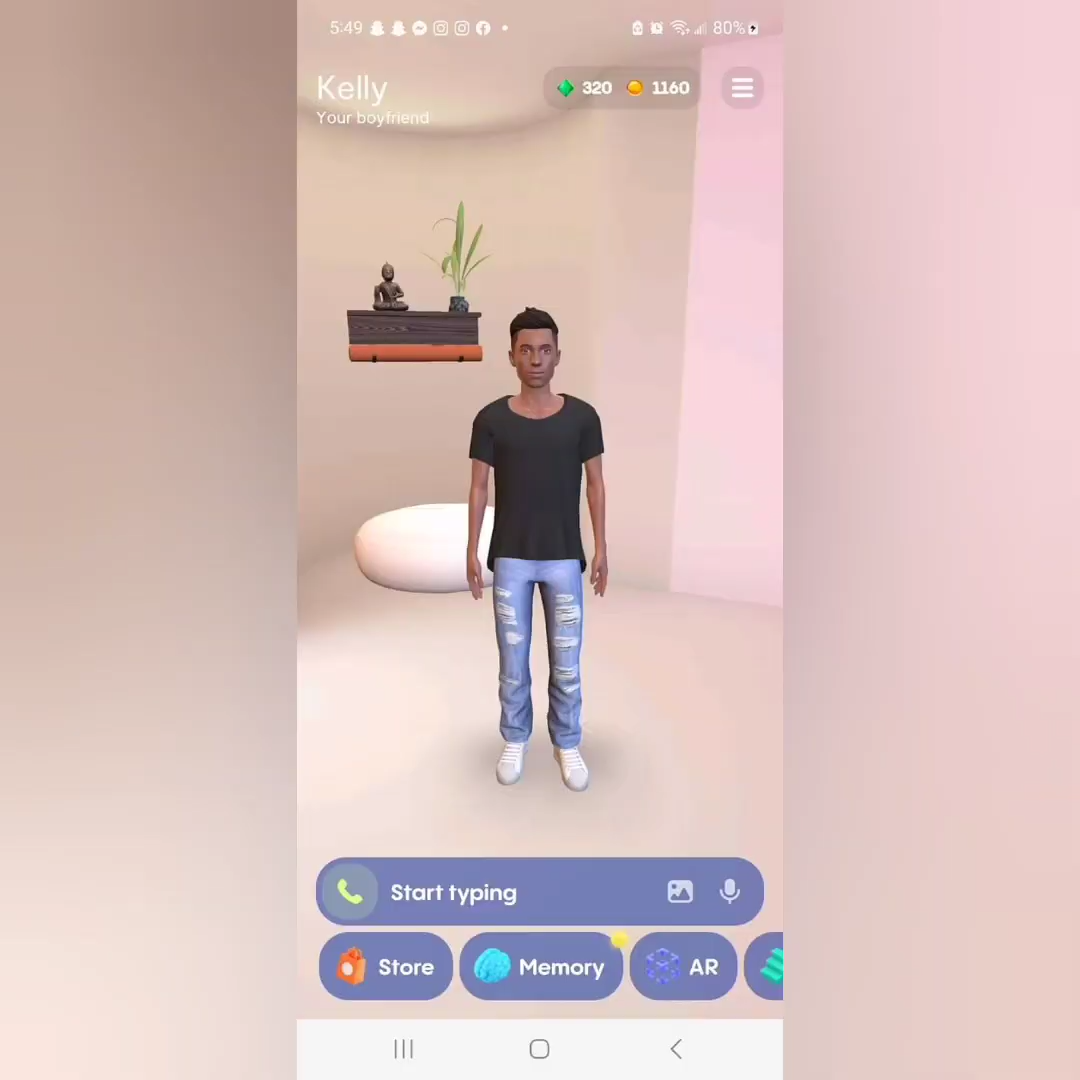 5:49 80%
Kelly 320 1160
Your boyfriend
Start typing
Store Memory AR